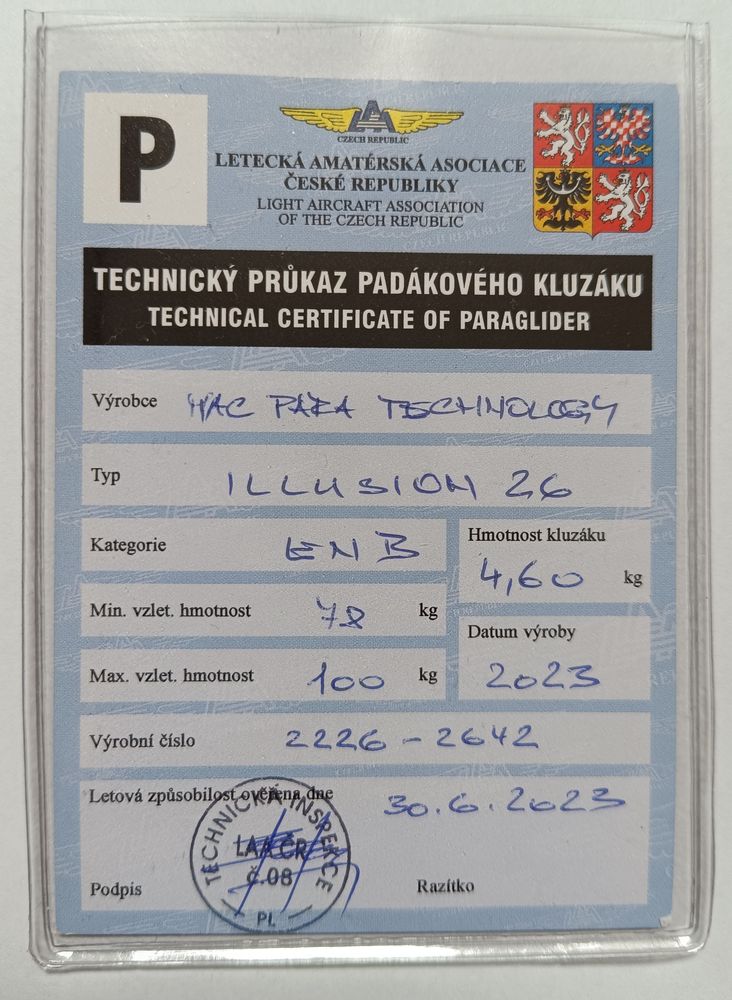 P
CZECH REPUBLIC
LETECKÁ AMATÉRSKÁ ASOCIACE
ČESKÉ REPUBLIKY
LIGHT AIRCRAFT ASSOCIATION
OF THE CZECH REPUBLIC
TECHNICKÝ PRŮKAZ PADÁKOVÉHO KLUZÁKU
TECHNICAL CERTIFICATE OF PARAGLIDER
Výrobce MAC PARA TECHNOLOGY
Typ ILLUSION 26
Kategorie EN B
Hmotnost kluzáku
4,60 kg
Min. vzlet. hmotnost 78 kg
Datum výroby
2023
Max. vzlet. hmotnost 100 kg
Výrobní číslo 2226-2642
Letová způsobilost ověřena dne 30.6.2023
TECHNICKÁ INSPEKCE
LAA ČR
č.08
PL
Podpis
Razítko